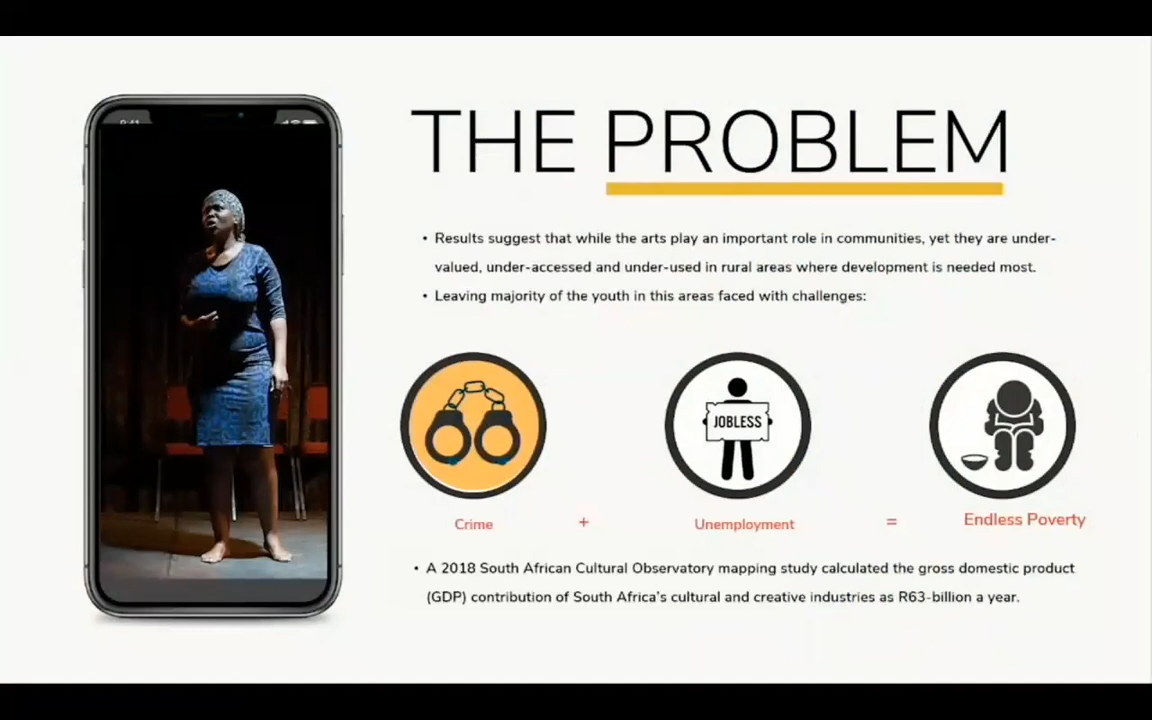 9:41
THE PROBLEM
• Results suggest that while the arts play an important role in communities, yet they are under-
valued, under-accessed and under-used in rural areas where development is needed most.
• Leaving majority of the youth in this areas faced with challenges:
JOBLESS
Crime + Unemployment = Endless Poverty
• A 2018 South African Cultural Observatory mapping study calculated the gross domestic product
(GDP) contribution of South Africa's cultural and creative industries as R63-billion a year.